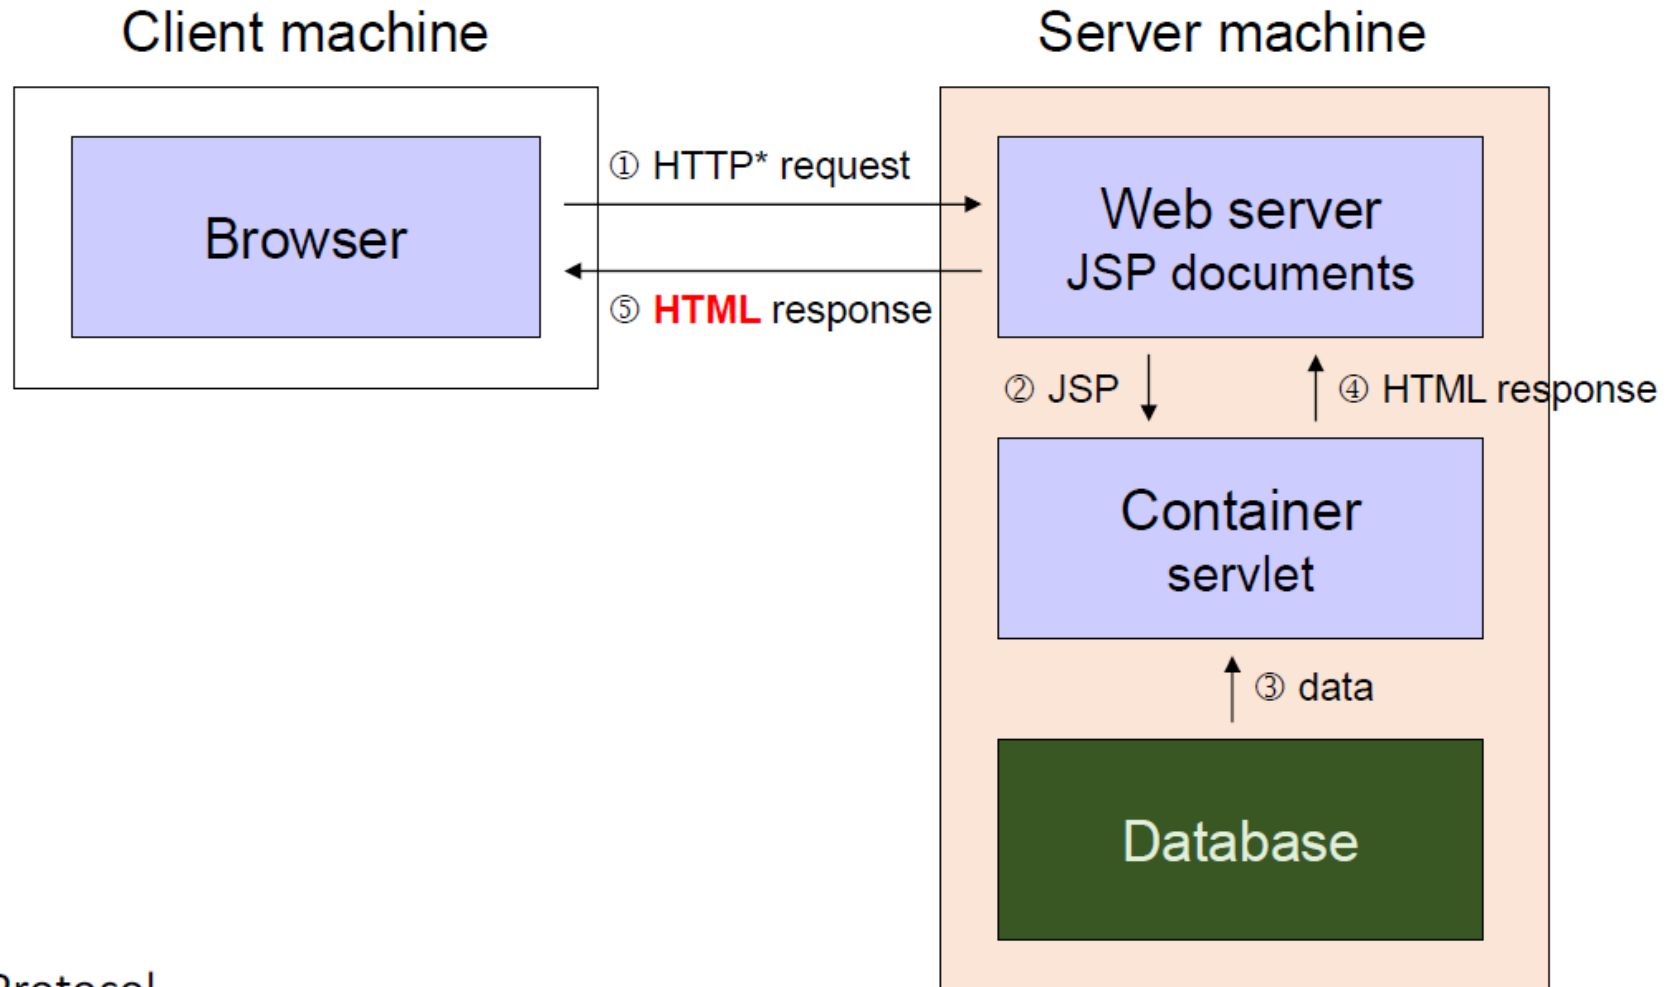 Client machine
Server machine
Browser
① HTTP* request
⑤ HTML response
Web server
JSP documents
② JSP
④ HTML response
Container
servlet
③ data
Database
Protocol